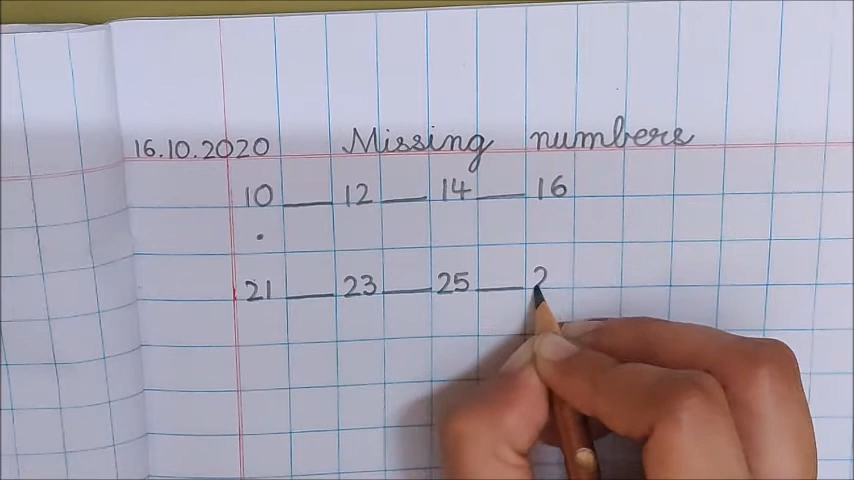 16.10.2020 Missing numbers
10 ___ 12 ___ 14 ___ 16
.
21 ___ 23 ___ 25 ___ 2